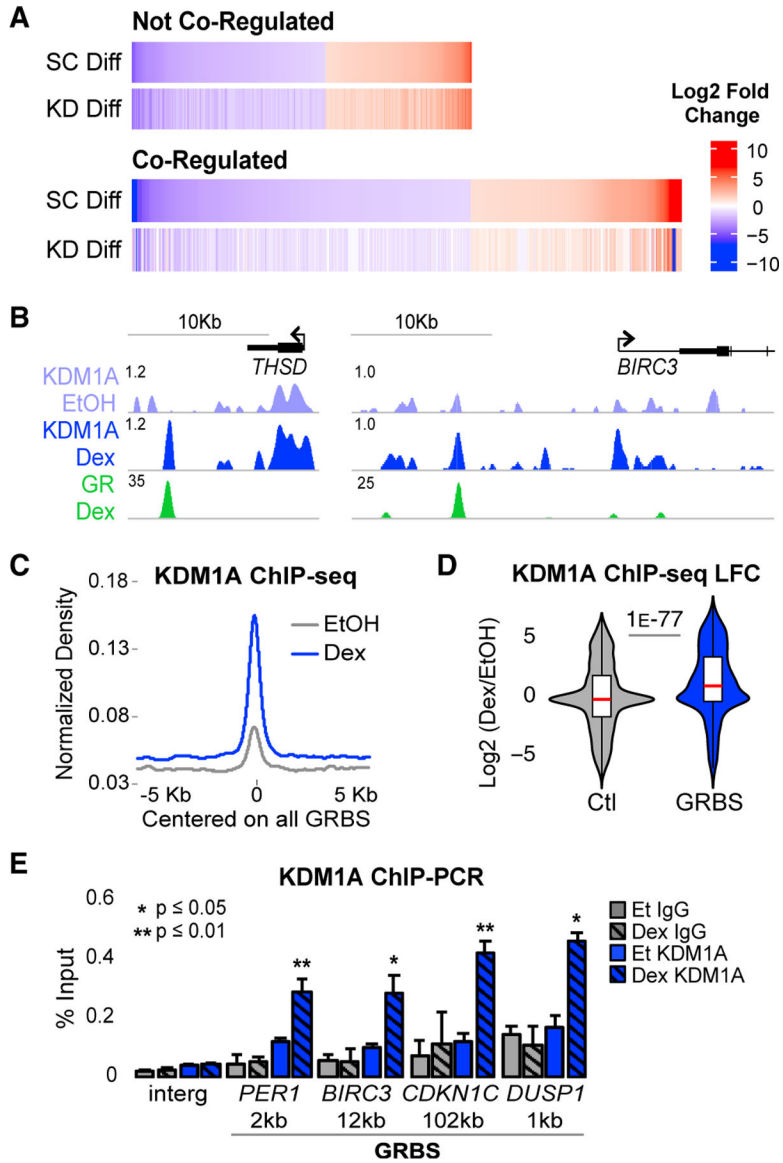 A
Not Co-Regulated
SC Diff
KD Diff
Co-Regulated
SC Diff
KD Diff
Log2 Fold
Change
10
5
0
−5
−10
B
10Kb
10Kb
THSD
BIRC3
KDM1A
EtOH
1.2
1.0
KDM1A
Dex
1.2
1.0
GR
Dex
35
25
C
KDM1A ChIP-seq
Normalized Density
0.18
0.13
0.08
0.03
EtOH
Dex
-5 Kb
0
5 Kb
Centered on all GRBS
D
KDM1A ChIP-seq LFC
Log2 (Dex/EtOH)
5
0
−5
1E-77
Ctl
GRBS
E
KDM1A ChIP-PCR
% Input
0.6
0.4
0.2
0
* p ≤ 0.05
** p ≤ 0.01
**
*
**
*
Et IgG
Dex IgG
Et KDM1A
Dex KDM1A
interg
PER1
BIRC3
CDKN1C
DUSP1
2kb
12kb
102kb
1kb
GRBS